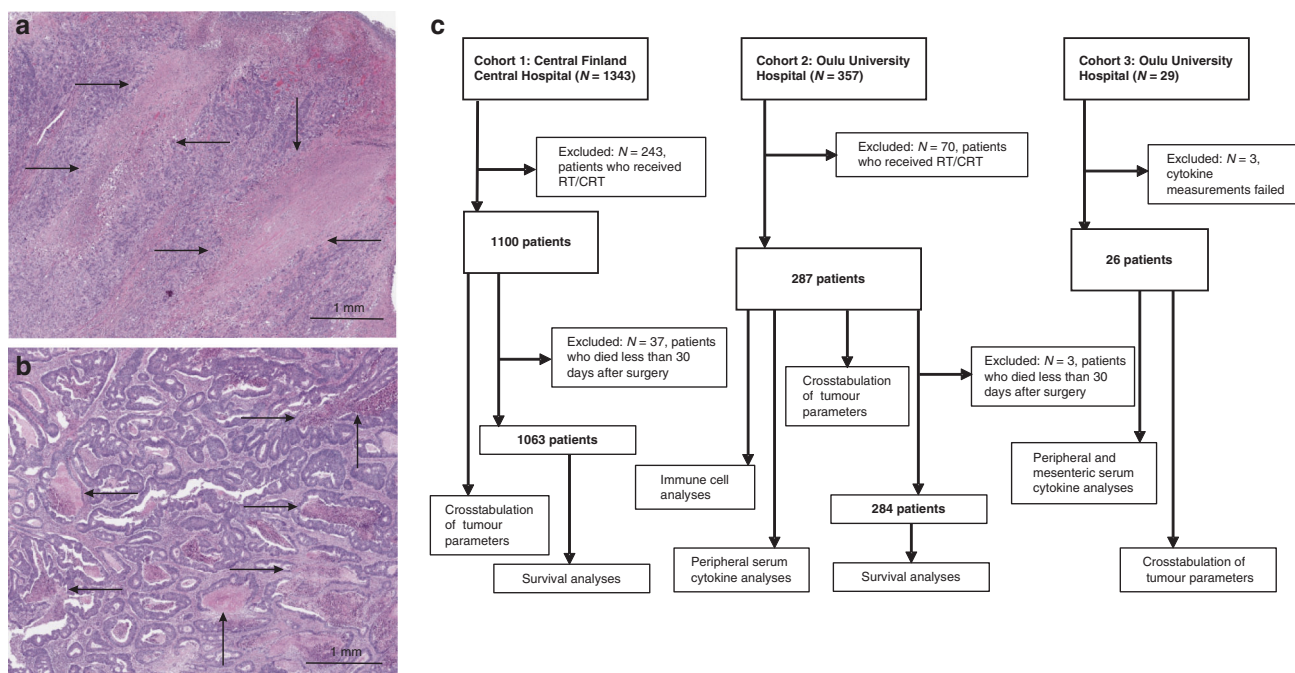 a
1 mm
b
1 mm
c
Cohort 1: Central Finland
Central Hospital (N = 1343)
Excluded: N = 243,
patients who received
RT/CRT
1100 patients
Excluded: N = 37, patients
who died less than 30
days after surgery
1063 patients
Crosstabulation
of tumour
parameters
Survival analyses
Cohort 2: Oulu University
Hospital (N = 357)
Excluded: N = 70, patients
who received RT/CRT
287 patients
Crosstabulation
of tumour
parameters
Excluded: N = 3, patients
who died less than 30
days after surgery
Immune cell
analyses
284 patients
Peripheral serum
cytokine analyses
Survival analyses
Cohort 3: Oulu University
Hospital (N = 29)
Excluded: N = 3,
cytokine
measurements failed
26 patients
Peripheral and
mesenteric serum
cytokine analyses
Crosstabulation of
tumour parameters